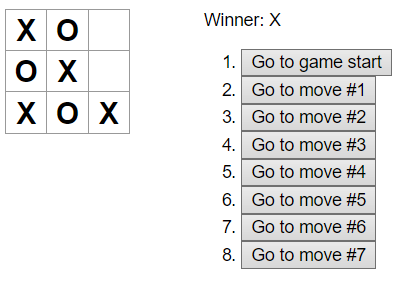 X O
O X
X O X
Winner: X
1. Go to game start
2. Go to move #1
3. Go to move #2
4. Go to move #3
5. Go to move #4
6. Go to move #5
7. Go to move #6
8. Go to move #7